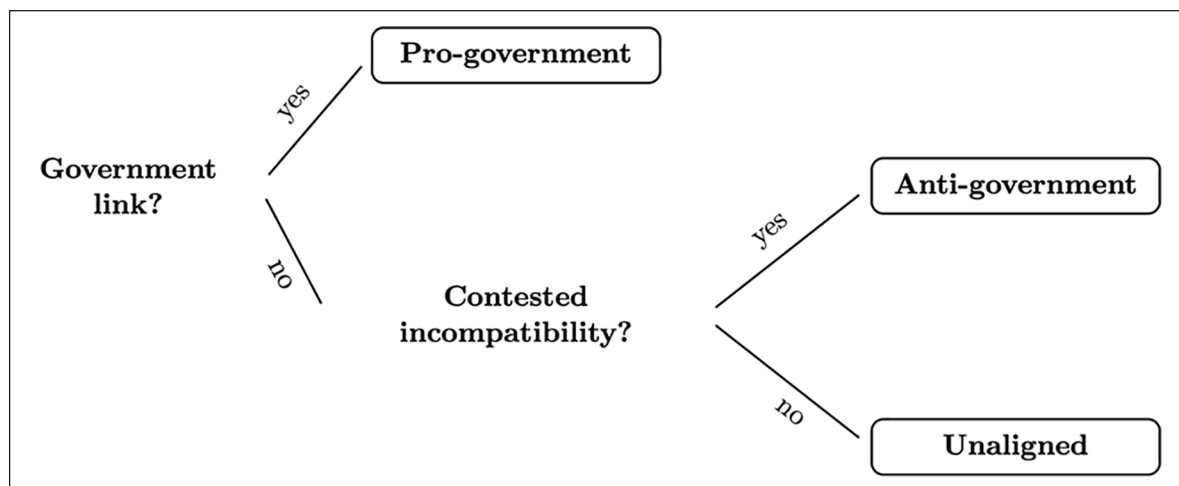 Pro-government
yes
Government
link?
Anti-government
yes
no
Contested
incompatibility?
no
Unaligned